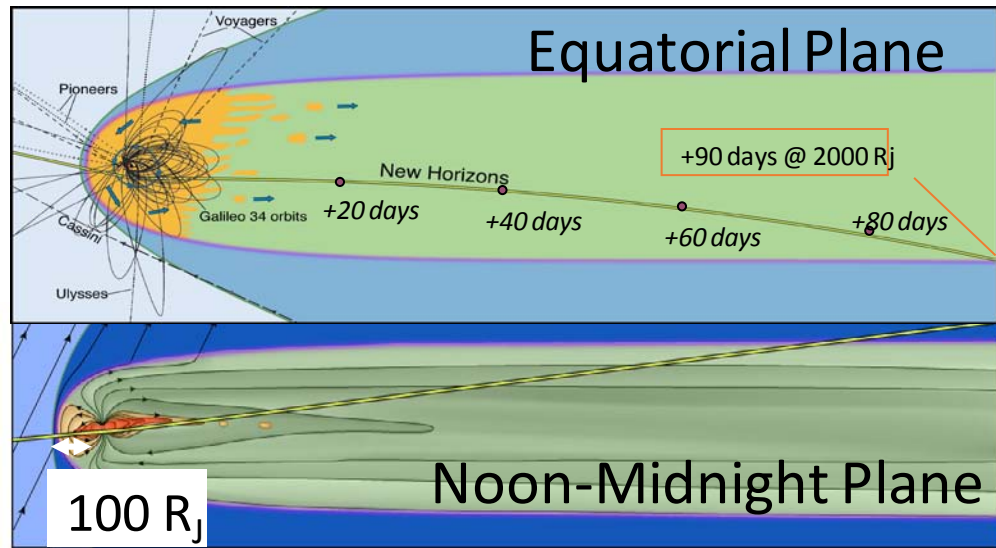 Voyagers
Equatorial Plane
Pioneers
+90 days @ 2000 Rj
New Horizons
Galileo 34 orbits
+20 days
+40 days
+80 days
+60 days
Cassini
Ulysses
Noon-Midnight Plane
100 RJ